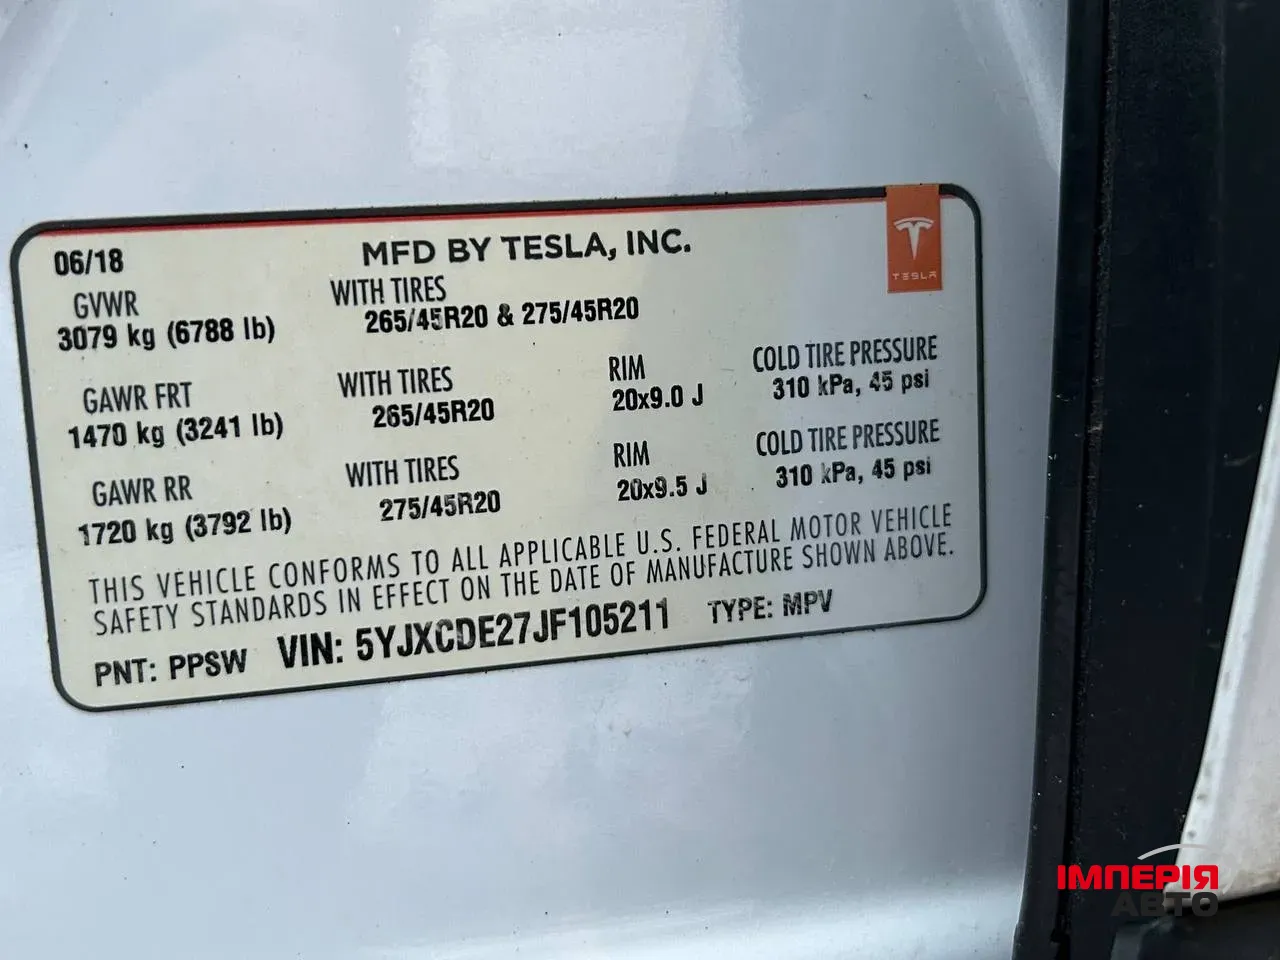 06/18 MFD BY TESLA, INC.
TESLA
GVWR WITH TIRES
3079 kg (6788 lb) 265/45R20 & 275/45R20
GAWR FRT WITH TIRES RIM COLD TIRE PRESSURE
1470 kg (3241 lb) 265/45R20 20x9.0 J 310 kPa, 45 psi
GAWR RR WITH TIRES RIM COLD TIRE PRESSURE
1720 kg (3792 lb) 275/45R20 20x9.5 J 310 kPa, 45 psi
THIS VEHICLE CONFORMS TO ALL APPLICABLE U.S. FEDERAL MOTOR VEHICLE
SAFETY STANDARDS IN EFFECT ON THE DATE OF MANUFACTURE SHOWN ABOVE.
PNT: PPSW VIN: 5YJXCDE27JF105211 TYPE: MPV
ІМПЕРІЯ
АВТО